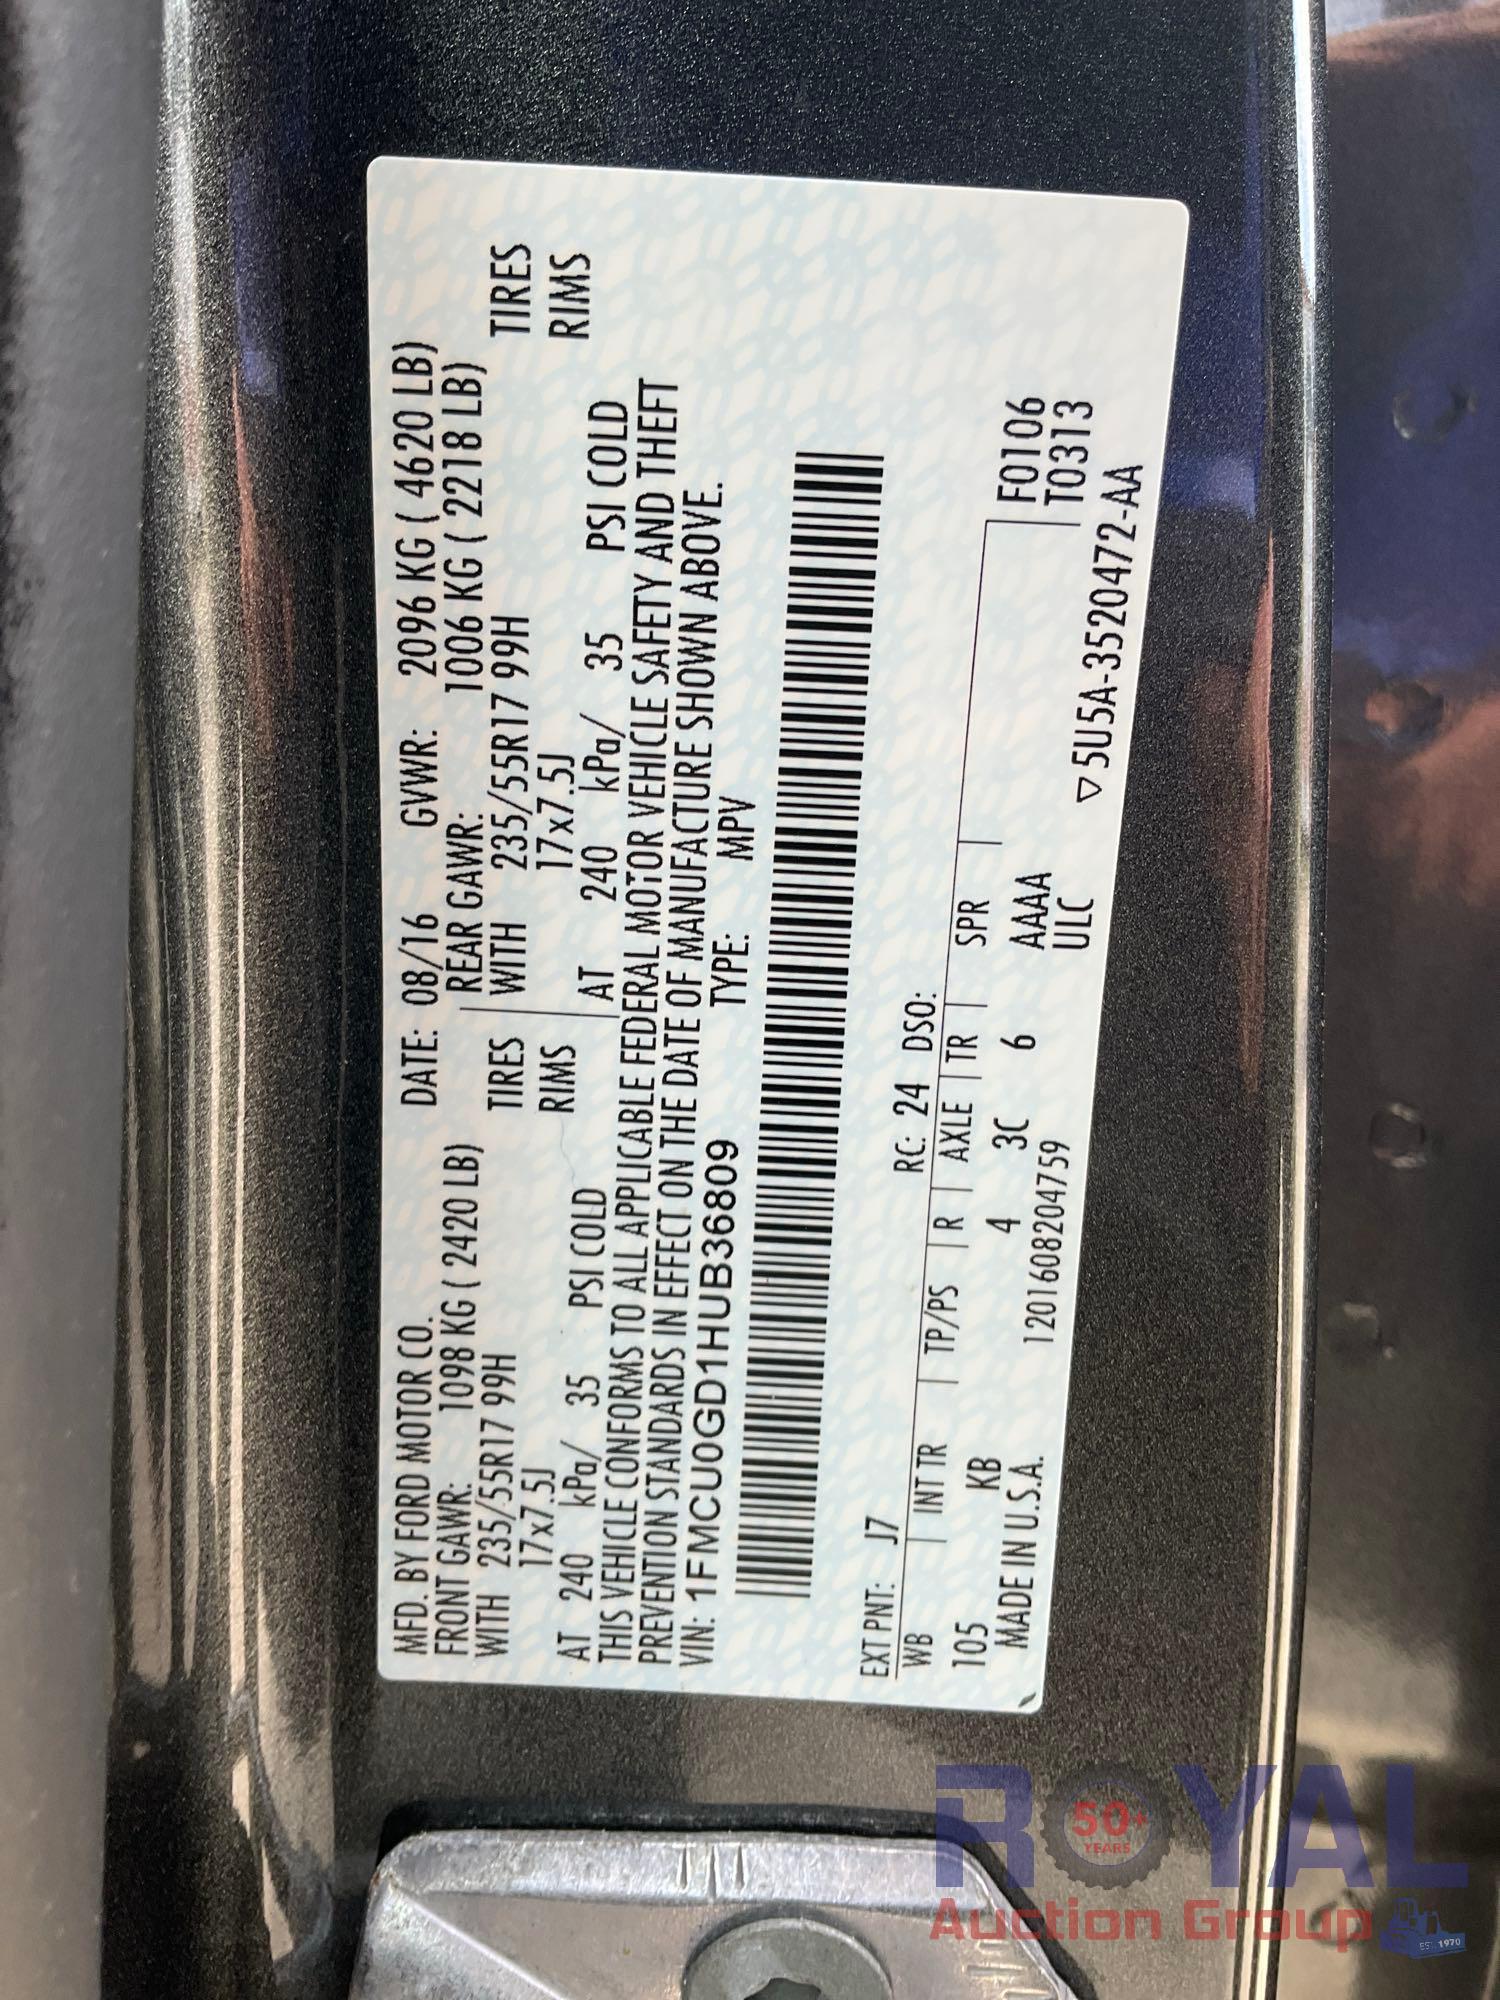 MFD. BY FORD MOTOR CO.
DATE: 08/16 GVWR: 2096 KG ( 4620 LB)
FRONT GAWR: 1098 KG ( 2420 LB) REAR GAWR: 1006 KG ( 2218 LB)
WITH 235/55R17 99H TIRES WITH 235/55R17 99H TIRES
17x7.5J RIMS 17x7.5J RIMS
AT 240 kPa/ 35 PSI COLD AT 240 kPa/ 35 PSI COLD
THIS VEHICLE CONFORMS TO ALL APPLICABLE FEDERAL MOTOR VEHICLE SAFETY AND THEFT
PREVENTION STANDARDS IN EFFECT ON THE DATE OF MANUFACTURE SHOWN ABOVE.
VIN: 1FMCU0GD1HUB36809 TYPE: MPV
EXT PNT: J7 RC: 24 DSO:
WB INT TR TP/PS R AXLE TR SPR
105 KB 4 3C 6 AAAA F0106
ULC T0313
MADE IN U.S.A. 1201608204759 ▽5U5A-3520472-AA
ROYAL
50+
YEARS
Auction Group
EST. 1970